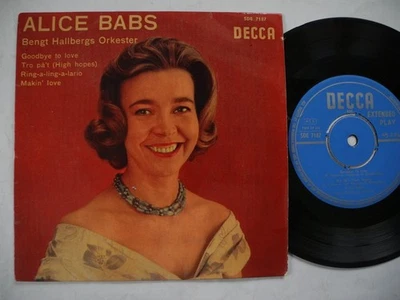 ALICE BABS
Bengt Hallbergs Orkester
DECCA
Goodbye to love
Tro på't (High hopes)
Ring-a-ling-a-lario
Makin' love
DECCA
EXTENDED
PLAY